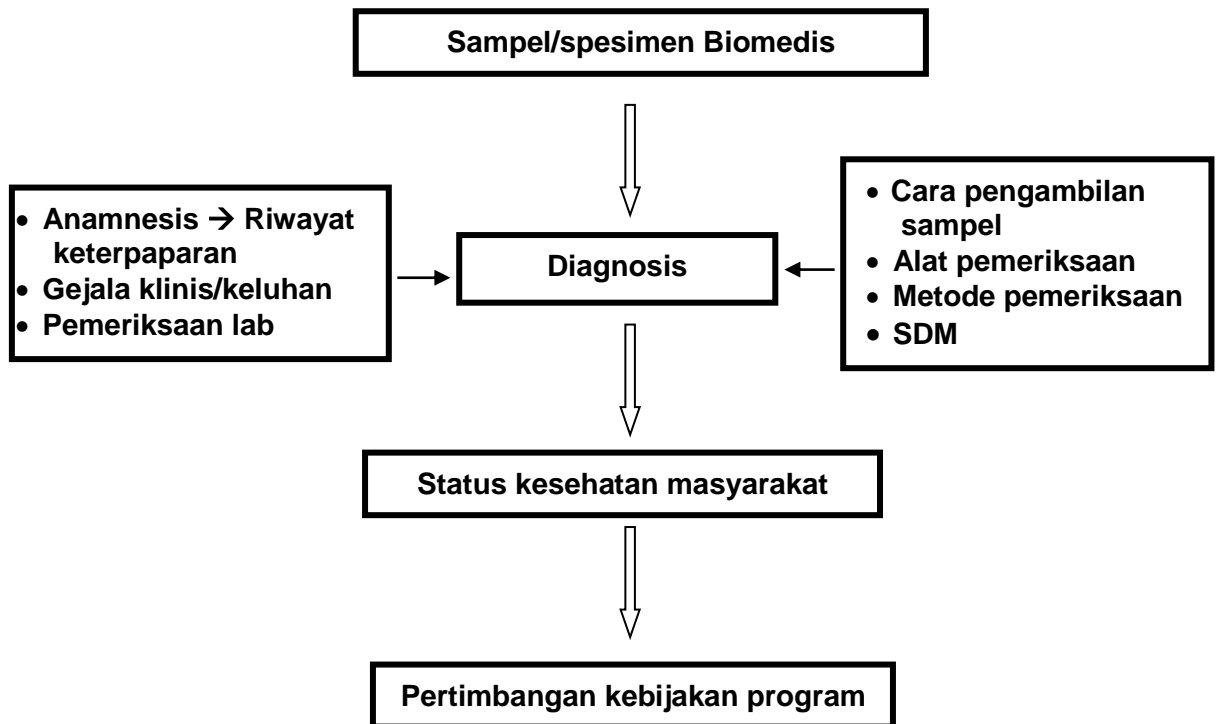 Sampel/spesimen Biomedis
• Anamnesis → Riwayat
keterpaparan
• Gejala klinis/keluhan
• Pemeriksaan lab
Diagnosis
• Cara pengambilan
sampel
• Alat pemeriksaan
• Metode pemeriksaan
• SDM
Status kesehatan masyarakat
Pertimbangan kebijakan program